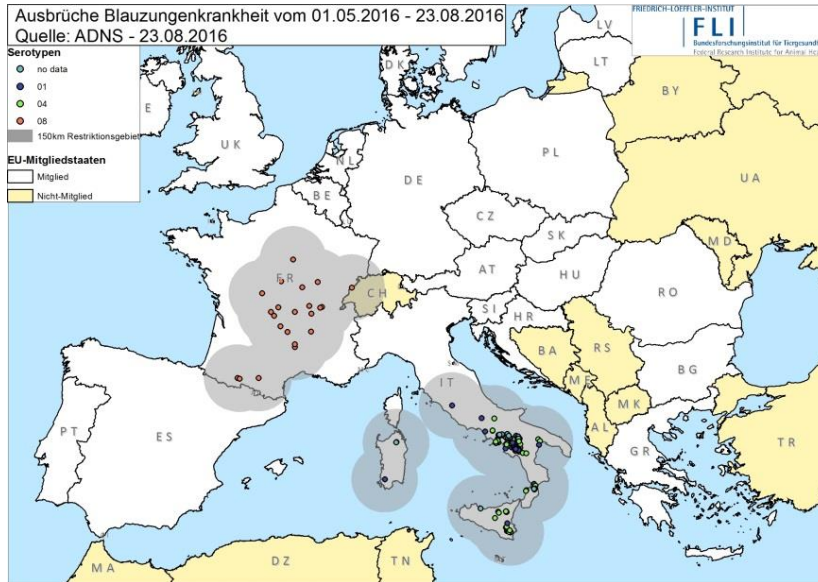 Ausbrüche Blauzungenkrankheit vom 01.05.2016 - 23.08.2016
Quelle: ADNS - 23.08.2016
FRIEDRICH-LOEFFLER-INSTITUT
FLI
Bundesforschungsinstitut für Tiergesundh
Federal Research Institute for Animal Hea
Serotypen
no data
01
04
08
150km Restriktionsgebiet
EU-Mitgliedstaaten
Mitglied
Nicht-Mitglied
LV
DK
LT
E
UK
BY
NL
DE
PL
BE
UA
CZ
SK
MD
FR
AT
HU
CH
RO
SI
HR
BA
RS
IT
ME
BG
MK
AL
PT
ES
TR
GR
MA
DZ
TN